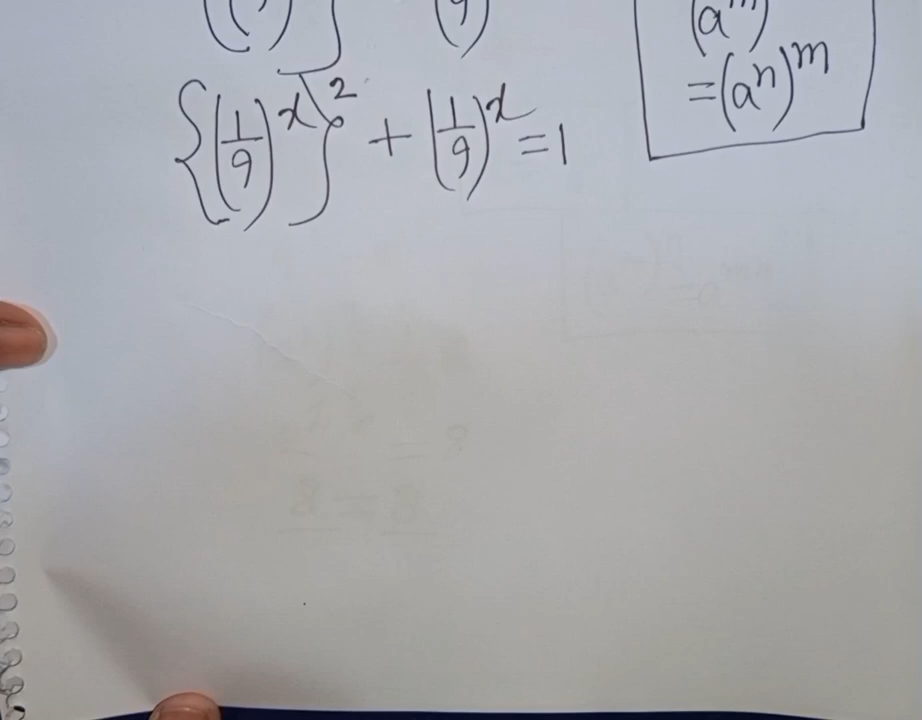 (a^m)
=(a^n)^m
{(1/9)^x}^2 + (1/9)^x = 1